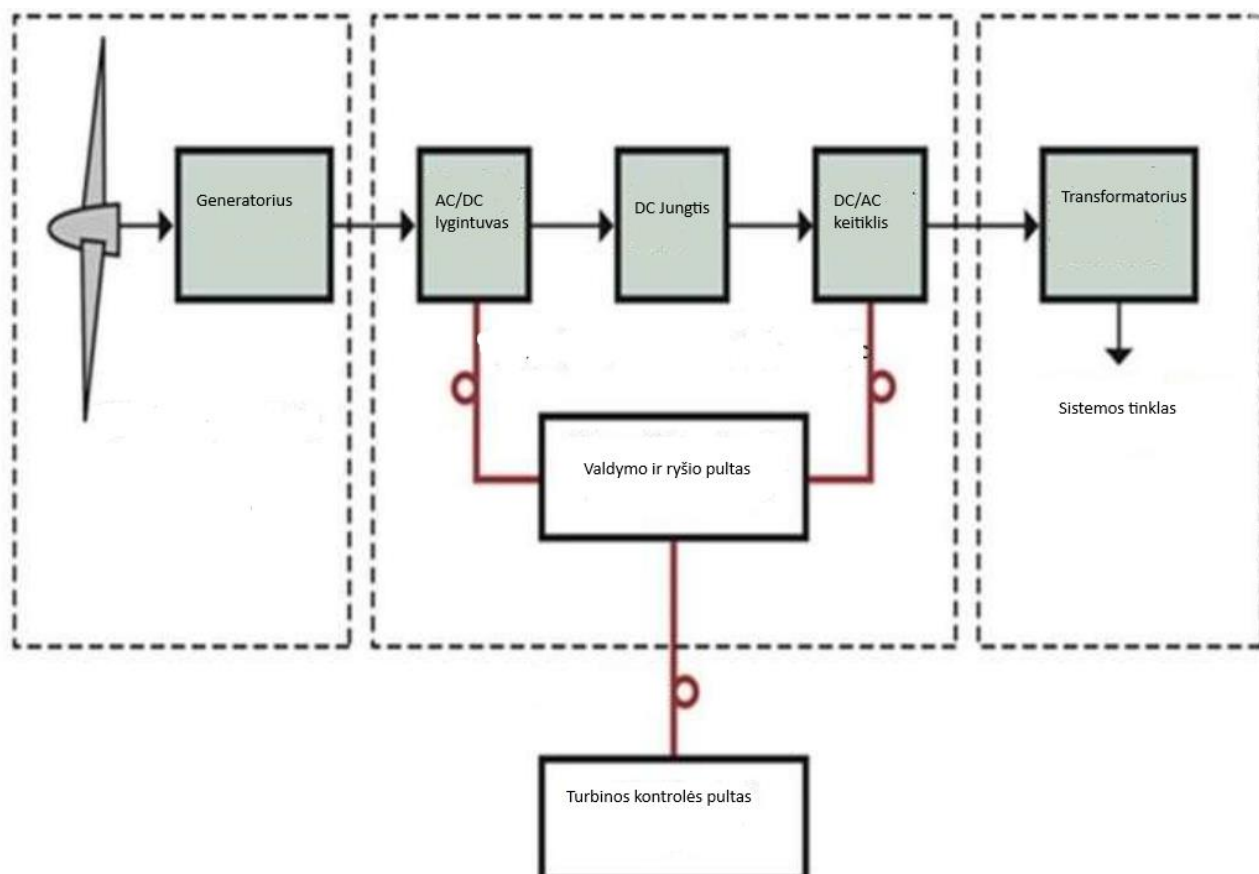 Generatorius
AC/DC
lygintuvas
DC Jungtis
DC/AC
keitiklis
Transformatorius
Sistemos tinklas
Valdymo ir ryšio pultas
Turbinos kontrolės pultas